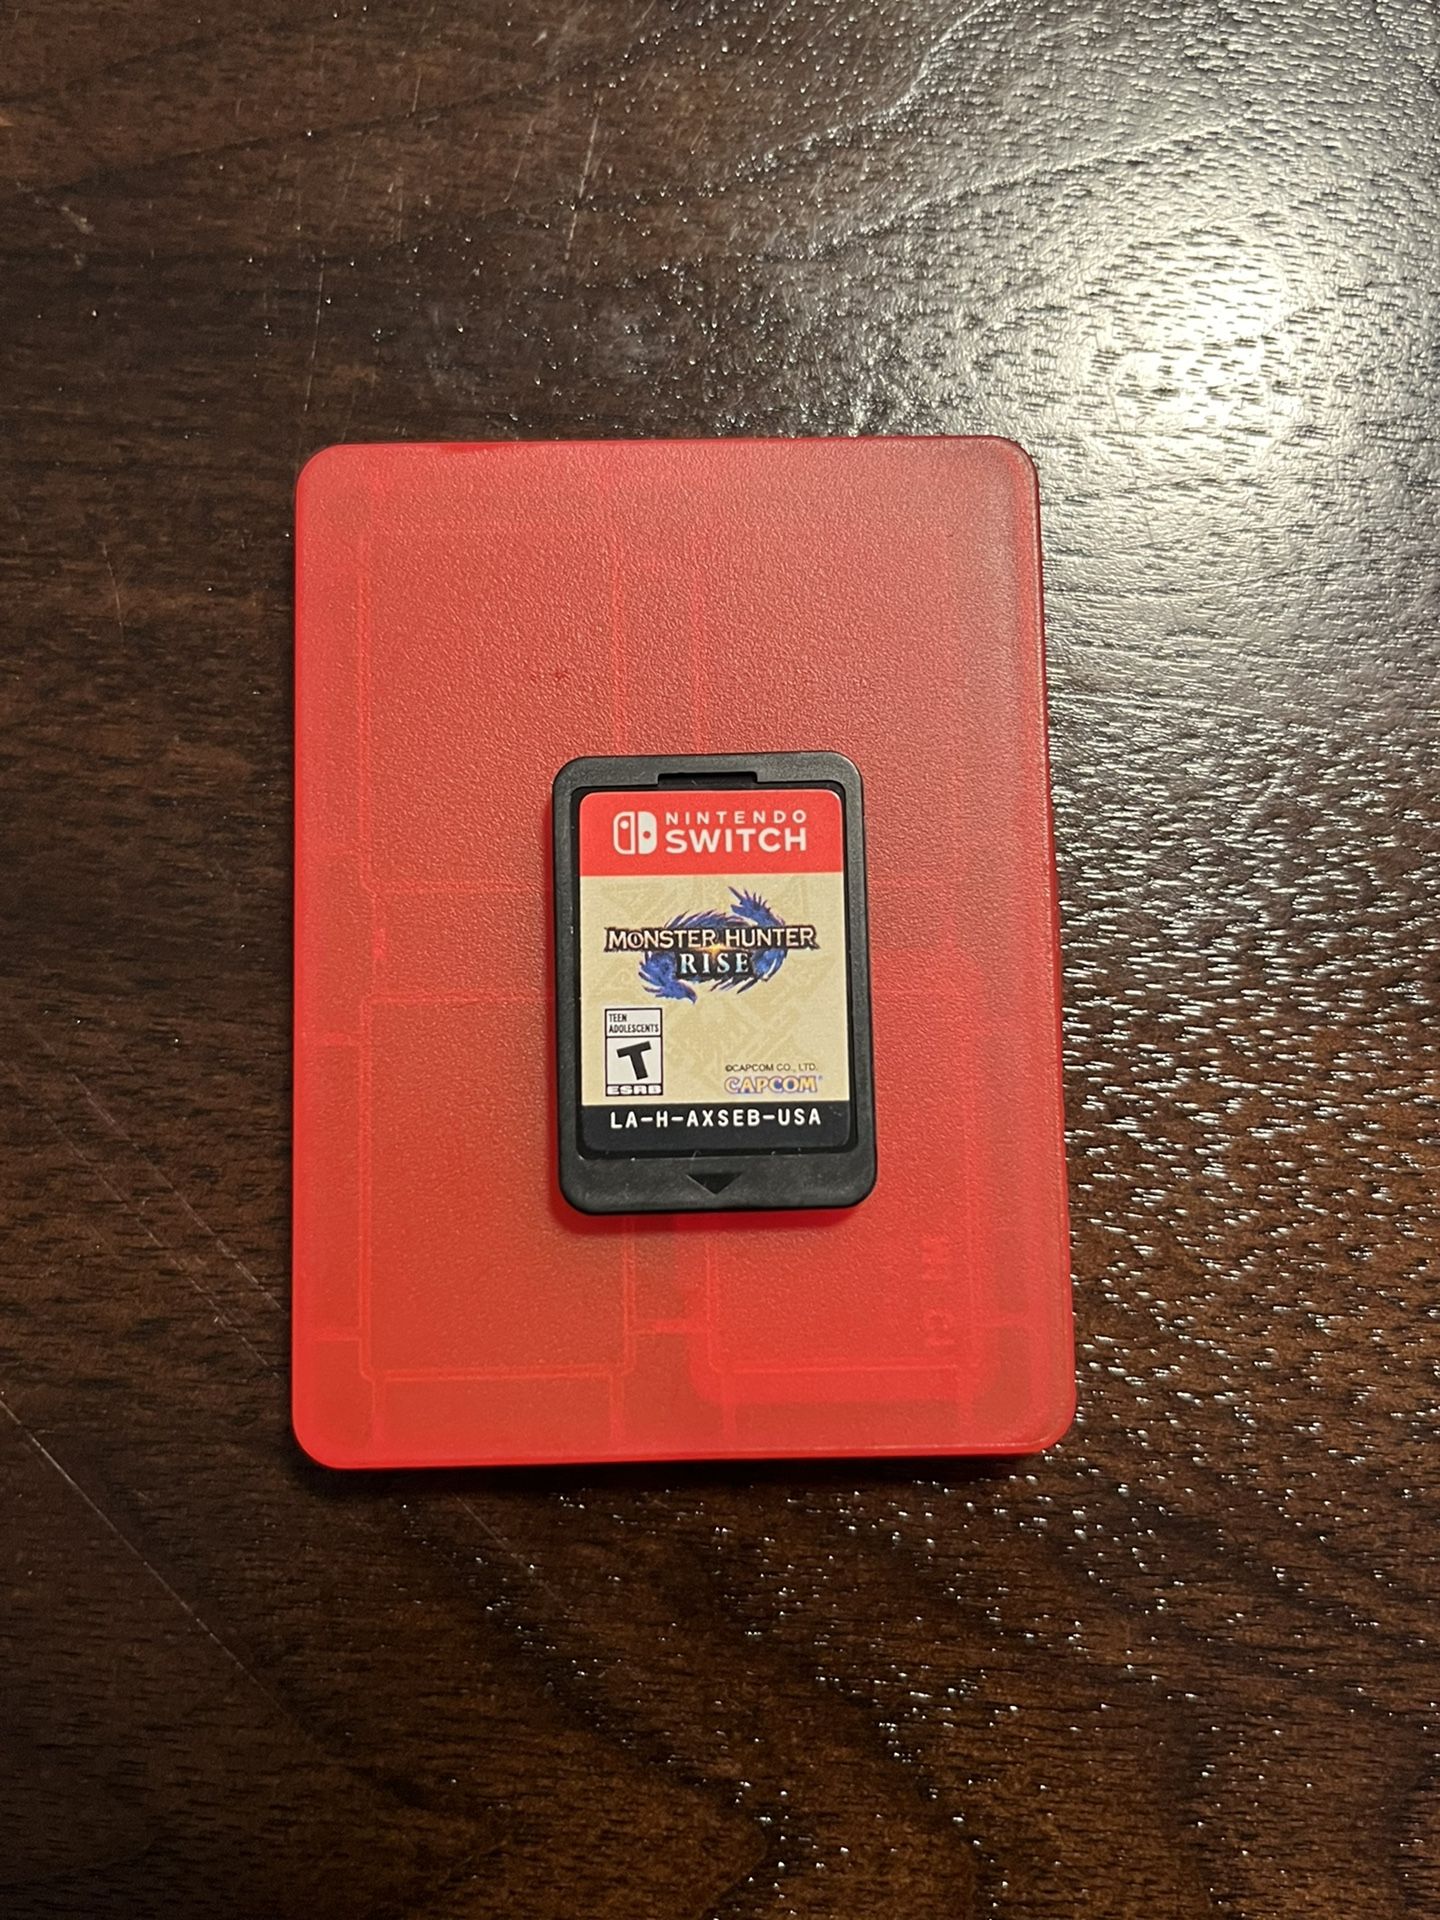 NINTENDO
SWITCH
MONSTER HUNTER
RISE
TEEN
ADOLESCENTS
T
ESRB
©CAPCOM CO., LTD.
CAPCOM
LA-H-AXSEB-USA